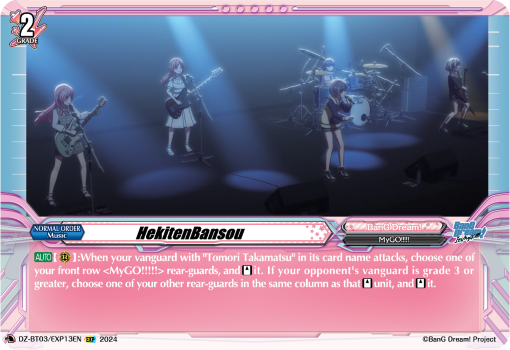 2
GRADE
NORMAL ORDER
Music
HekitenBansou
BanG Dream!
MyGO!!!!!
AUTO :When your vanguard with "Tomori Takamatsu" in its card name attacks, choose one of
your front row <MyGO!!!!!> rear-guards, and it. If your opponent's vanguard is grade 3 or
greater, choose one of your other rear-guards in the same column as that unit, and it.
DZ-BT03/EXP13EN EXP 2024
©BanG Dream! Project